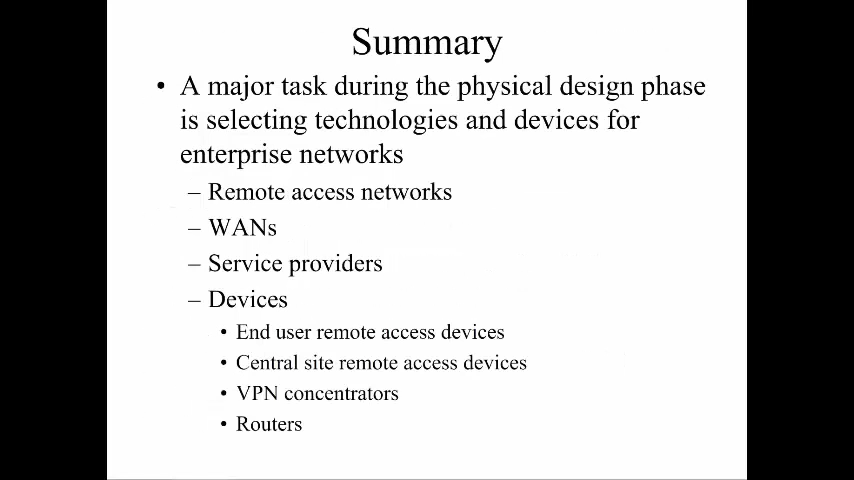 Summary
• A major task during the physical design phase
is selecting technologies and devices for
enterprise networks
– Remote access networks
– WANs
– Service providers
– Devices
• End user remote access devices
• Central site remote access devices
• VPN concentrators
• Routers